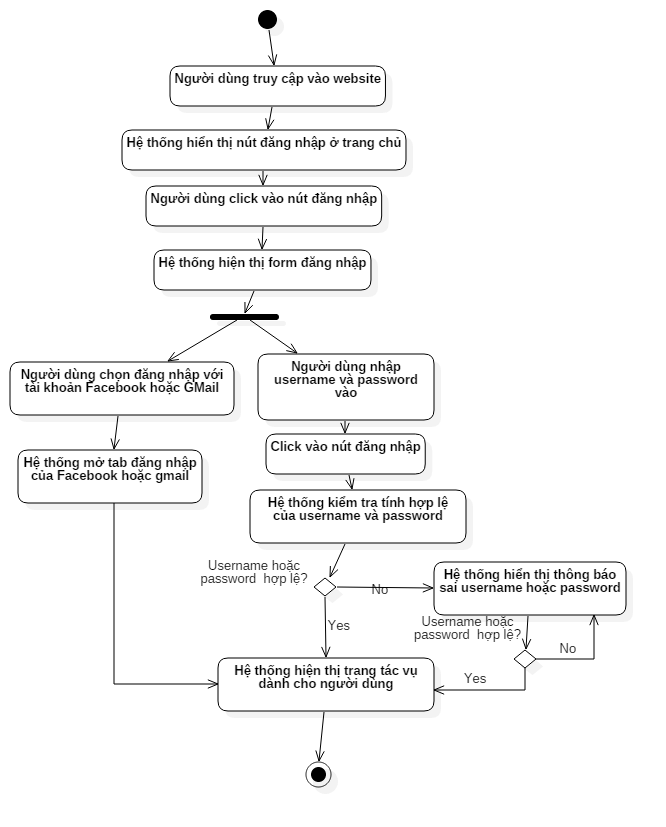 Người dùng truy cập vào website
Hệ thống hiển thị nút đăng nhập ở trang chủ
Người dùng click vào nút đăng nhập
Hệ thống hiện thị form đăng nhập
Người dùng chọn đăng nhập với
tài khoản Facebook hoặc GMail
Người dùng nhập
username và password
vào
Hệ thống mở tab đăng nhập
của Facebook hoặc gmail
Click vào nút đăng nhập
Hệ thống kiểm tra tính hợp lệ
của username và password
Username hoặc
password hợp lệ?
No
Hệ thống hiển thị thông báo
sai username hoặc password
Yes
Username hoặc
password hợp lệ?
No
Yes
Hệ thống hiện thị trang tác vụ
dành cho người dùng